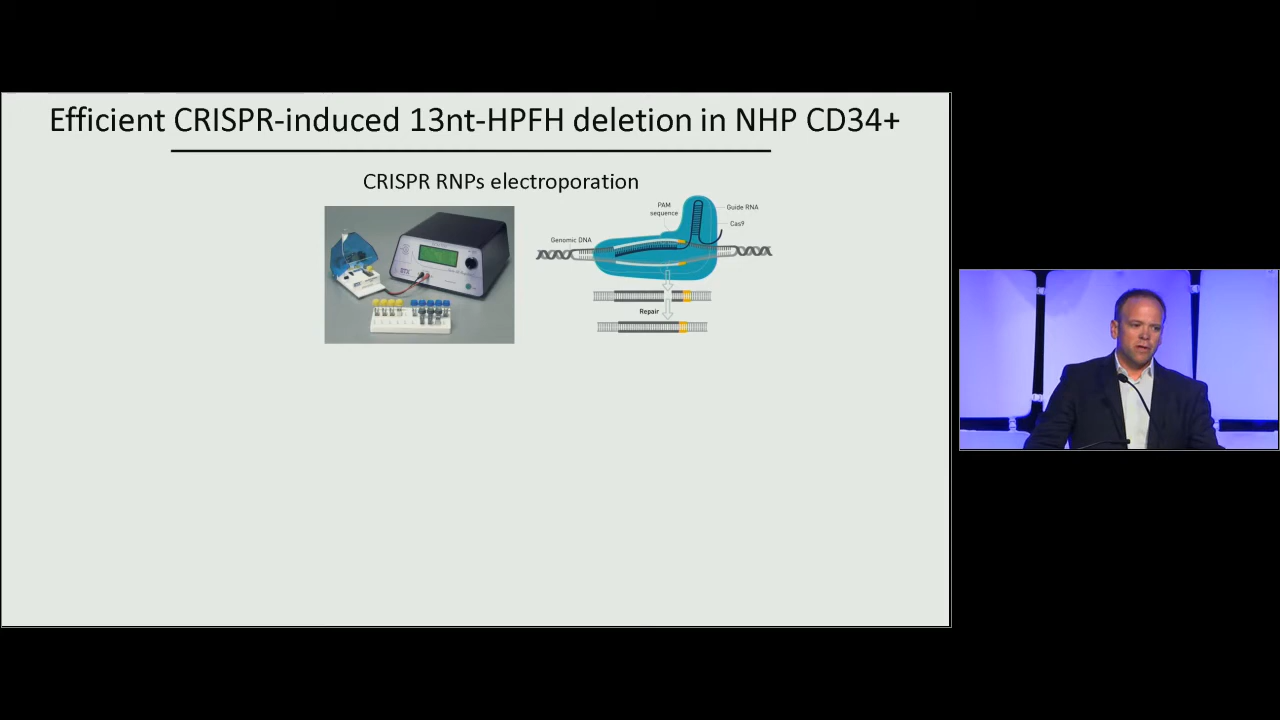 Efficient CRISPR-induced 13nt-HPFH deletion in NHP CD34+
CRISPR RNPs electroporation
PAM
sequence
Guide RNA
Cas9
Genomic DNA
Repair